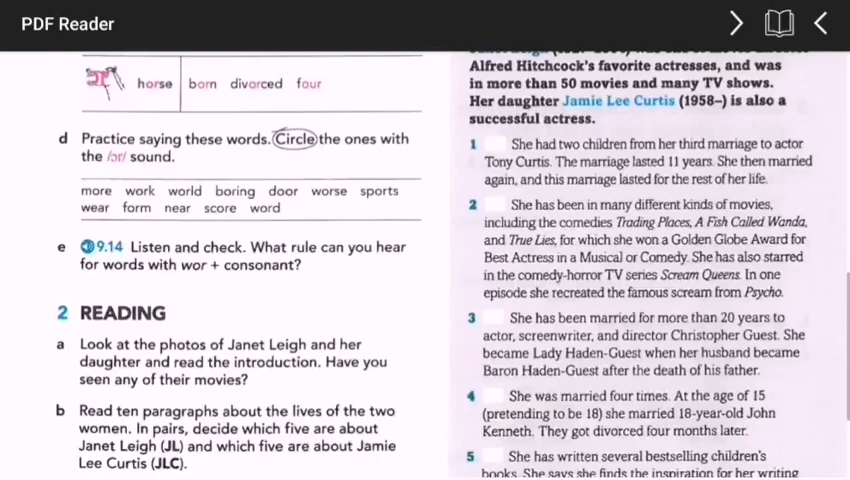 PDF Reader
horse born divorced four
d Practice saying these words. Circle the ones with
the /ɔr/ sound.
more work world boring door worse sports
wear form near score word
e 9.14 Listen and check. What rule can you hear
for words with wor + consonant?
2 READING
a Look at the photos of Janet Leigh and her
daughter and read the introduction. Have you
seen any of their movies?
b Read ten paragraphs about the lives of the two
women. In pairs, decide which five are about
Janet Leigh (JL) and which five are about Jamie
Lee Curtis (JLC).
Alfred Hitchcock's favorite actresses, and was
in more than 50 movies and many TV shows.
Her daughter Jamie Lee Curtis (1958–) is also a
successful actress.
1 She had two children from her third marriage to actor
Tony Curtis. The marriage lasted 11 years. She then married
again, and this marriage lasted for the rest of her life.
2 She has been in many different kinds of movies,
including the comedies Trading Places, A Fish Called Wanda,
and True Lies, for which she won a Golden Globe Award for
Best Actress in a Musical or Comedy. She has also starred
in the comedy-horror TV series Scream Queens. In one
episode she recreated the famous scream from Psycho.
3 She has been married for more than 20 years to
actor, screenwriter, and director Christopher Guest. She
became Lady Haden-Guest when her husband became
Baron Haden-Guest after the death of his father.
4 She was married four times. At the age of 15
(pretending to be 18) she married 18-year-old John
Kenneth. They got divorced four months later.
5 She has written several bestselling children's
books. She says she finds the inspiration for her writing